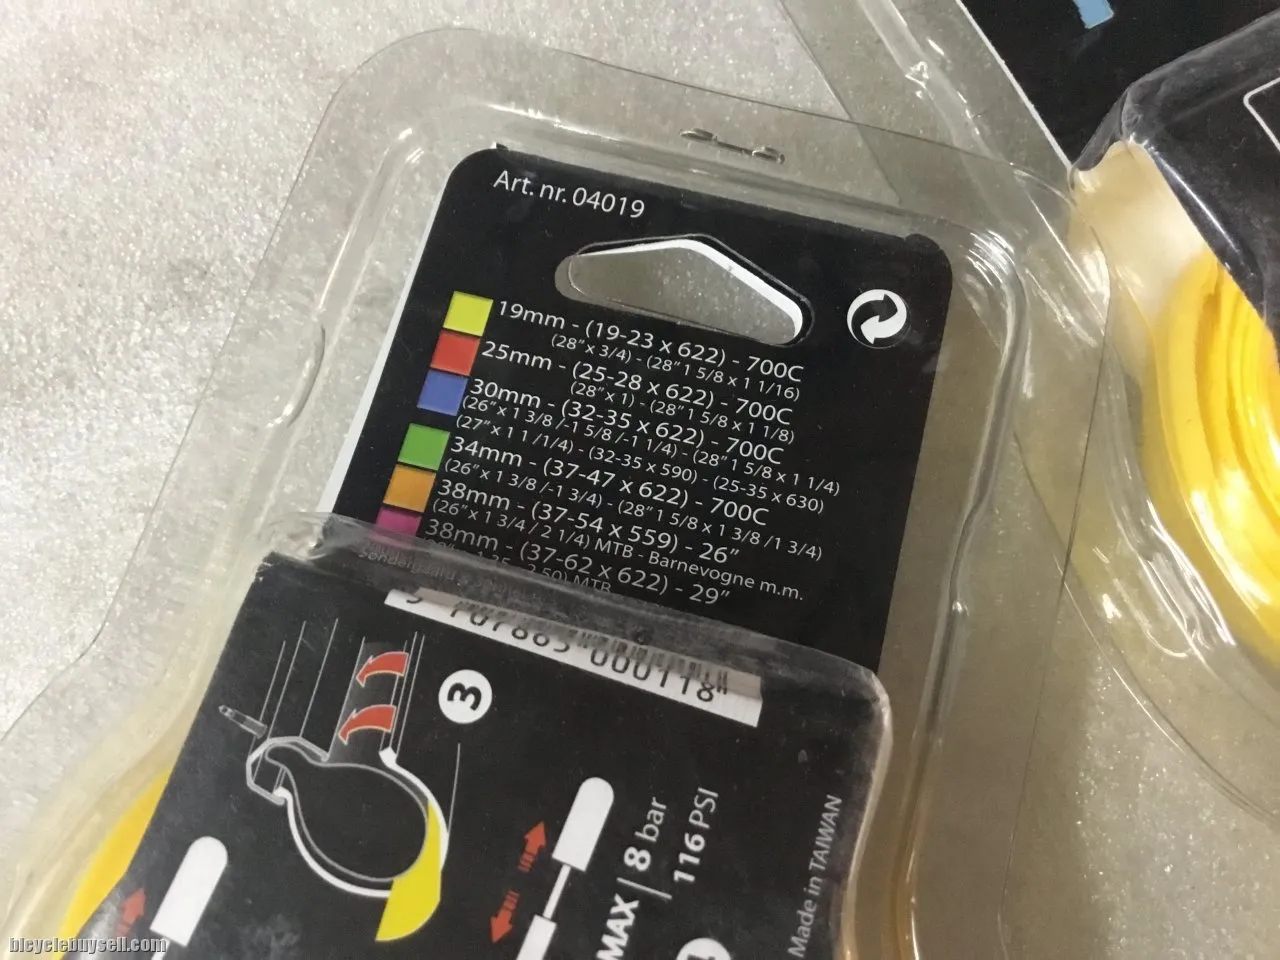 Art. nr. 04019
19mm - (19-23 x 622) - 700C
(28"x 3/4) - (28"1 5/8 x 1 1/16)
25mm - (25-28 x 622) - 700C
(28"x 1) - (28"1 5/8 x 1 1/8)
30mm - (32-35 x 622) - 700C
(26"x 1 3/8 /-1 5/8 /-1 1/4) - (28"1 5/8 x 1 1/4)
(27"x 1 1/1/4) - (32-35 x 590) - (25-35 x 630)
34mm - (37-47 x 622) - 700C
(26"x 1 3/8 /-1 3/4) - (28"1 5/8 x 1 3/8 /1 3/4)
38mm - (37-54 x 559) - 26"
(26"x 1 3/4 / 2 1/4) MTB - Barnevogne m.m.
38mm - (37-62 x 622) - 29"
MTB
5 707885 000118
3
MAX | 8 bar
116 PSI
Made in TAIWAN
bicyclebuysell.com